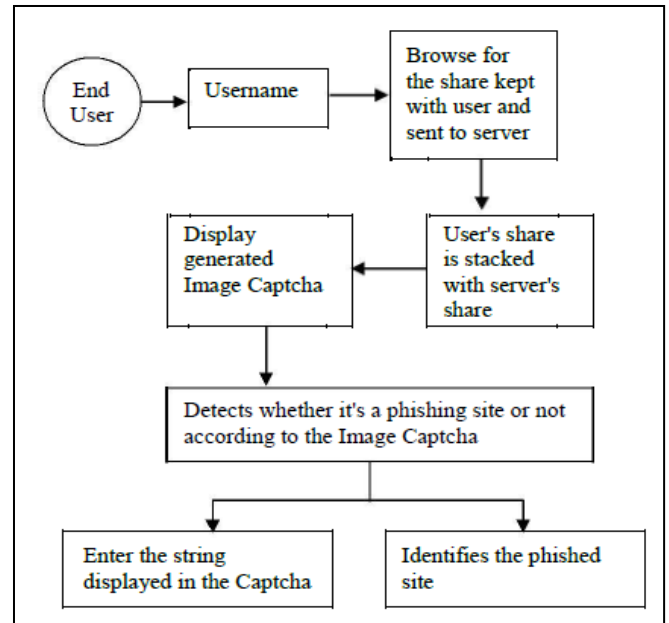 End
User
Username
Browse for
the share kept
with user and
sent to server
User's share
is stacked
with server's
share
Display
generated
Image Captcha
Detects whether it's a phishing site or not
according to the Image Captcha
Enter the string
displayed in the Captcha
Identifies the phished
site